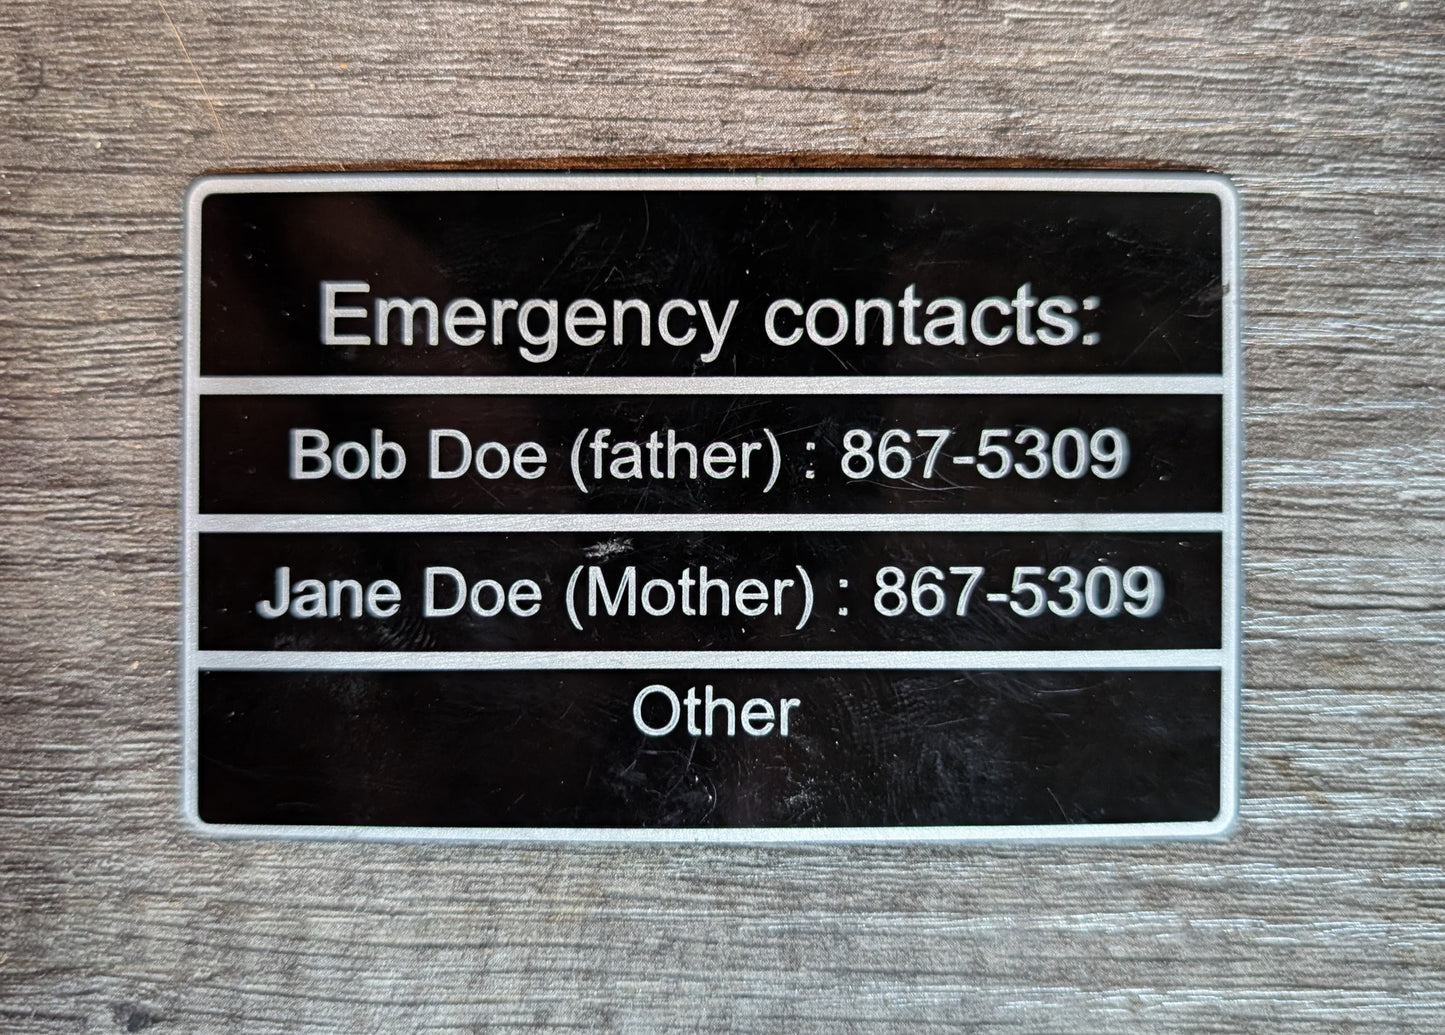 Emergency contacts:
Bob Doe (father) : 867-5309
Jane Doe (Mother) : 867-5309
Other